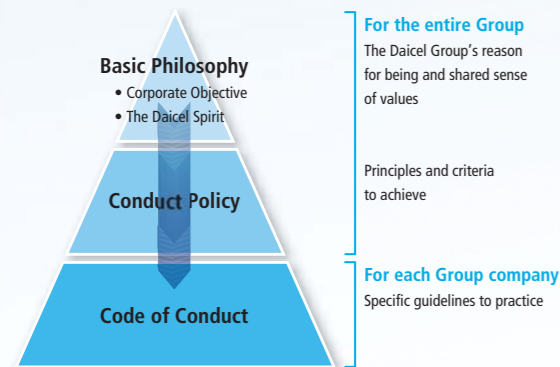 Basic Philosophy
• Corporate Objective
• The Daicel Spirit
Conduct Policy
Code of Conduct
For the entire Group
The Daicel Group's reason
for being and shared sense
of values
Principles and criteria
to achieve
For each Group company
Specific guidelines to practice